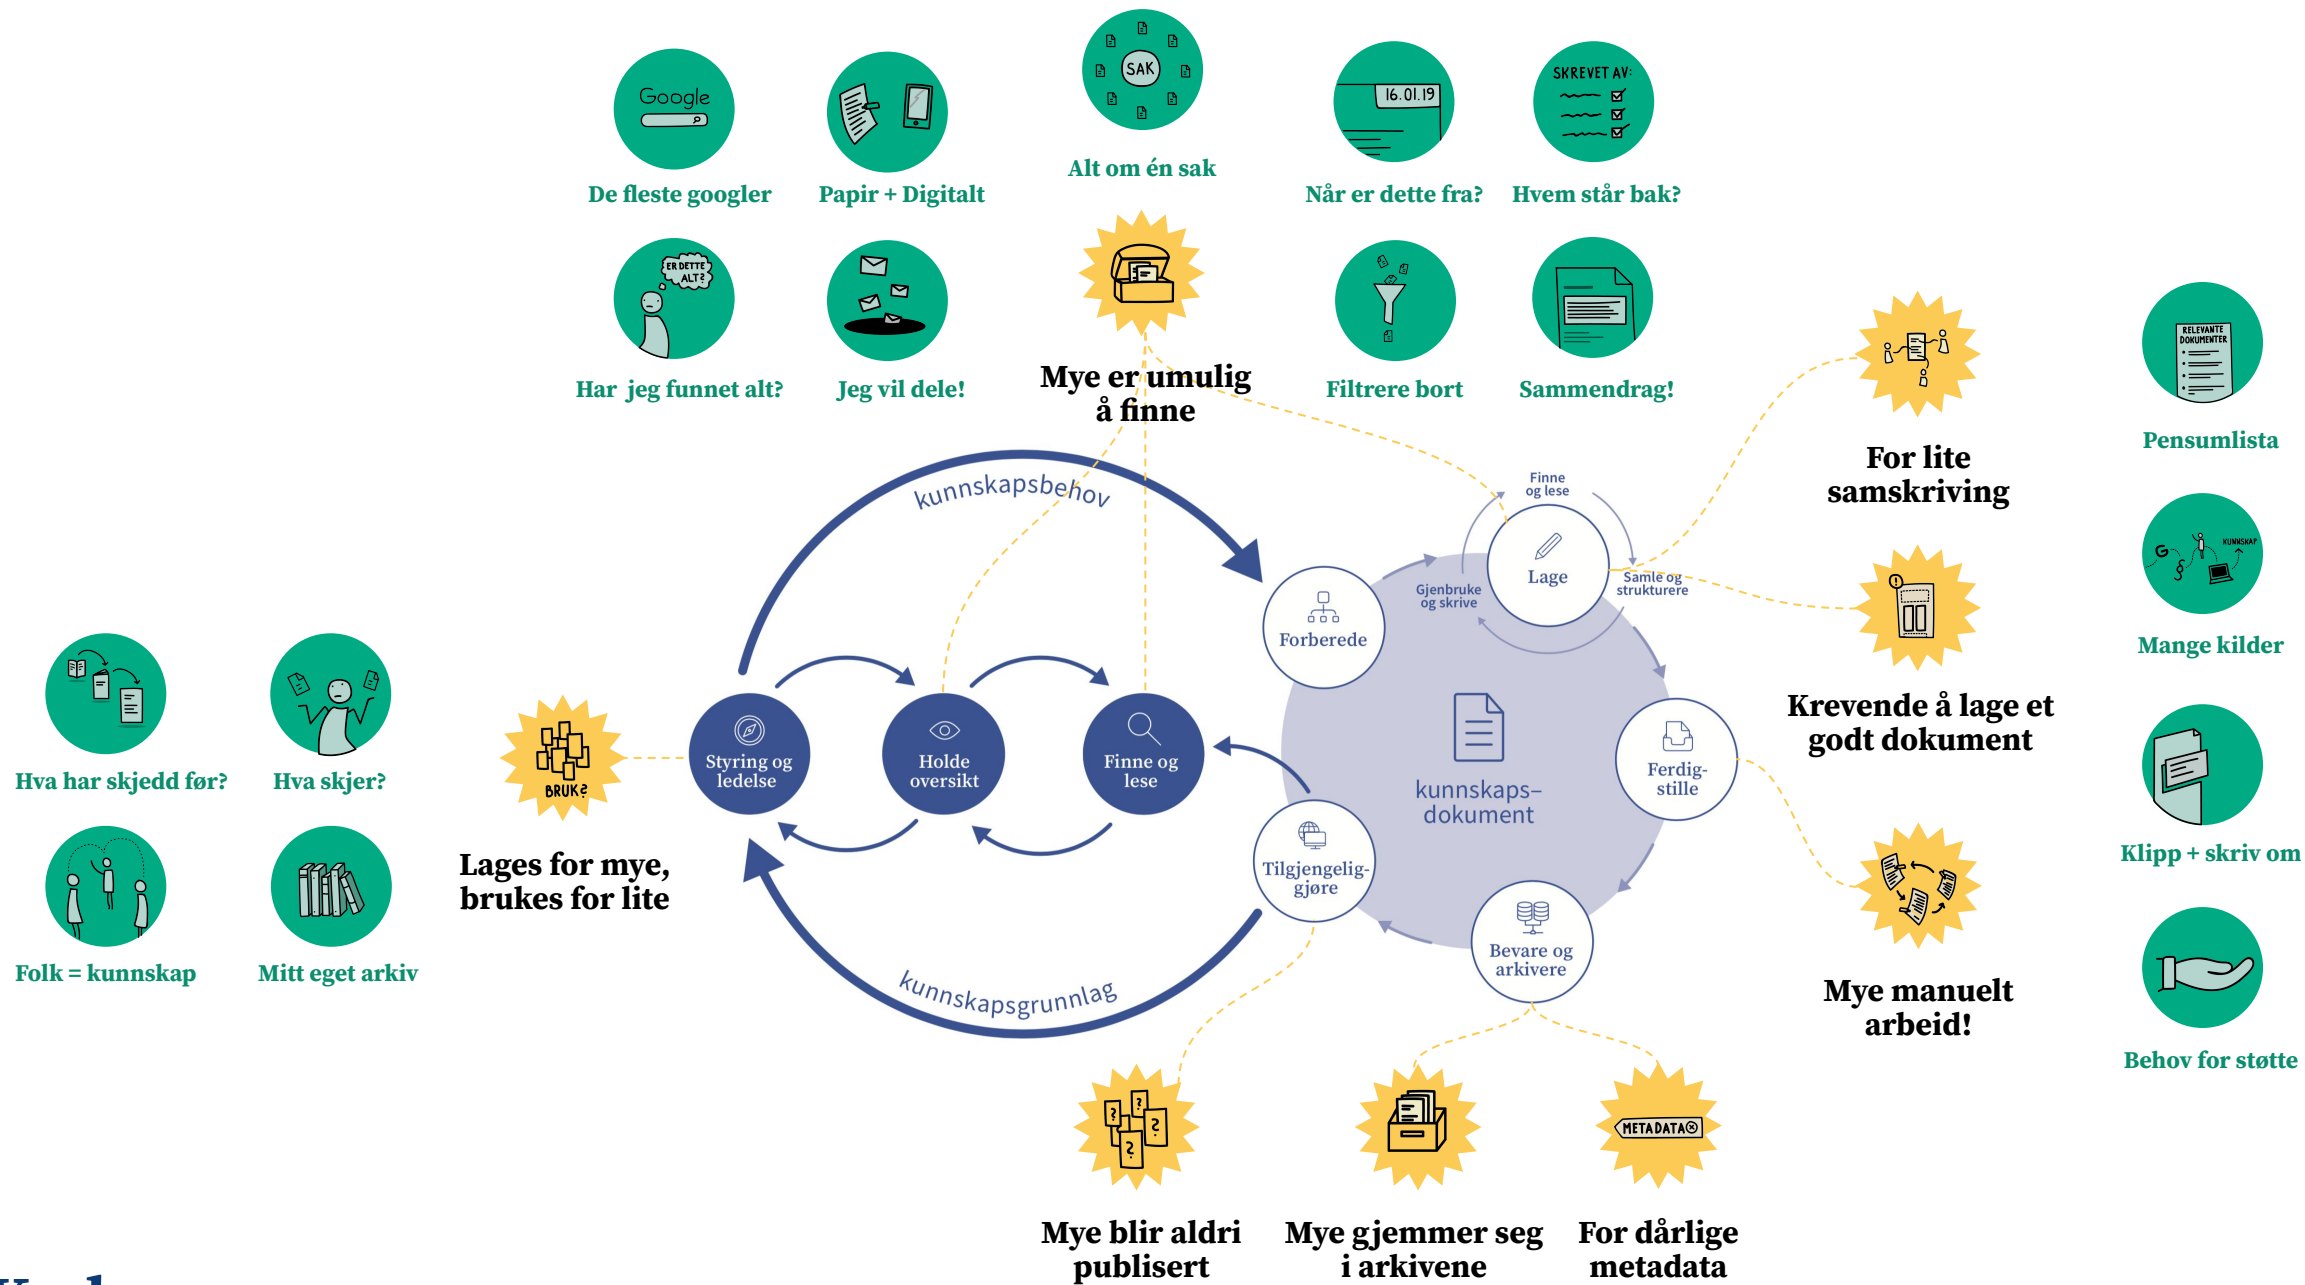 SAK
Google
16.01.19
SKREVET AV:
Alt om én sak
De fleste googler
Papir + Digitalt
Når er dette fra?
Hvem står bak?
ER DETTE
ALT?
Har jeg funnet alt?
Jeg vil dele!
Mye er umulig
å finne
Filtrere bort
Sammendrag!
RELEVANTE
DOKUMENTER
Pensumlista
For lite
samskriving
kunnskapsbehov
Finne
og lese
Lage
Gjenbruke
og skrive
Samle og
strukturere
Forberede
G
§
KUNNSKAP
Mange kilder
Krevende å lage et
godt dokument
Hva har skjedd før?
Hva skjer?
BRUK?
Styring og
ledelse
Holde
oversikt
Finne og
lese
kunnskaps–
dokument
Ferdig-
stille
Klipp + skriv om
Lages for mye,
brukes for lite
Tilgjengelig-
gjøre
Folk = kunnskap
Mitt eget arkiv
kunnskapsgrunnlag
Bevare og
arkivere
Mye manuelt
arbeid!
Behov for støtte
METADATA
Mye blir aldri
publisert
Mye gjemmer seg
i arkivene
For dårlige
metadata